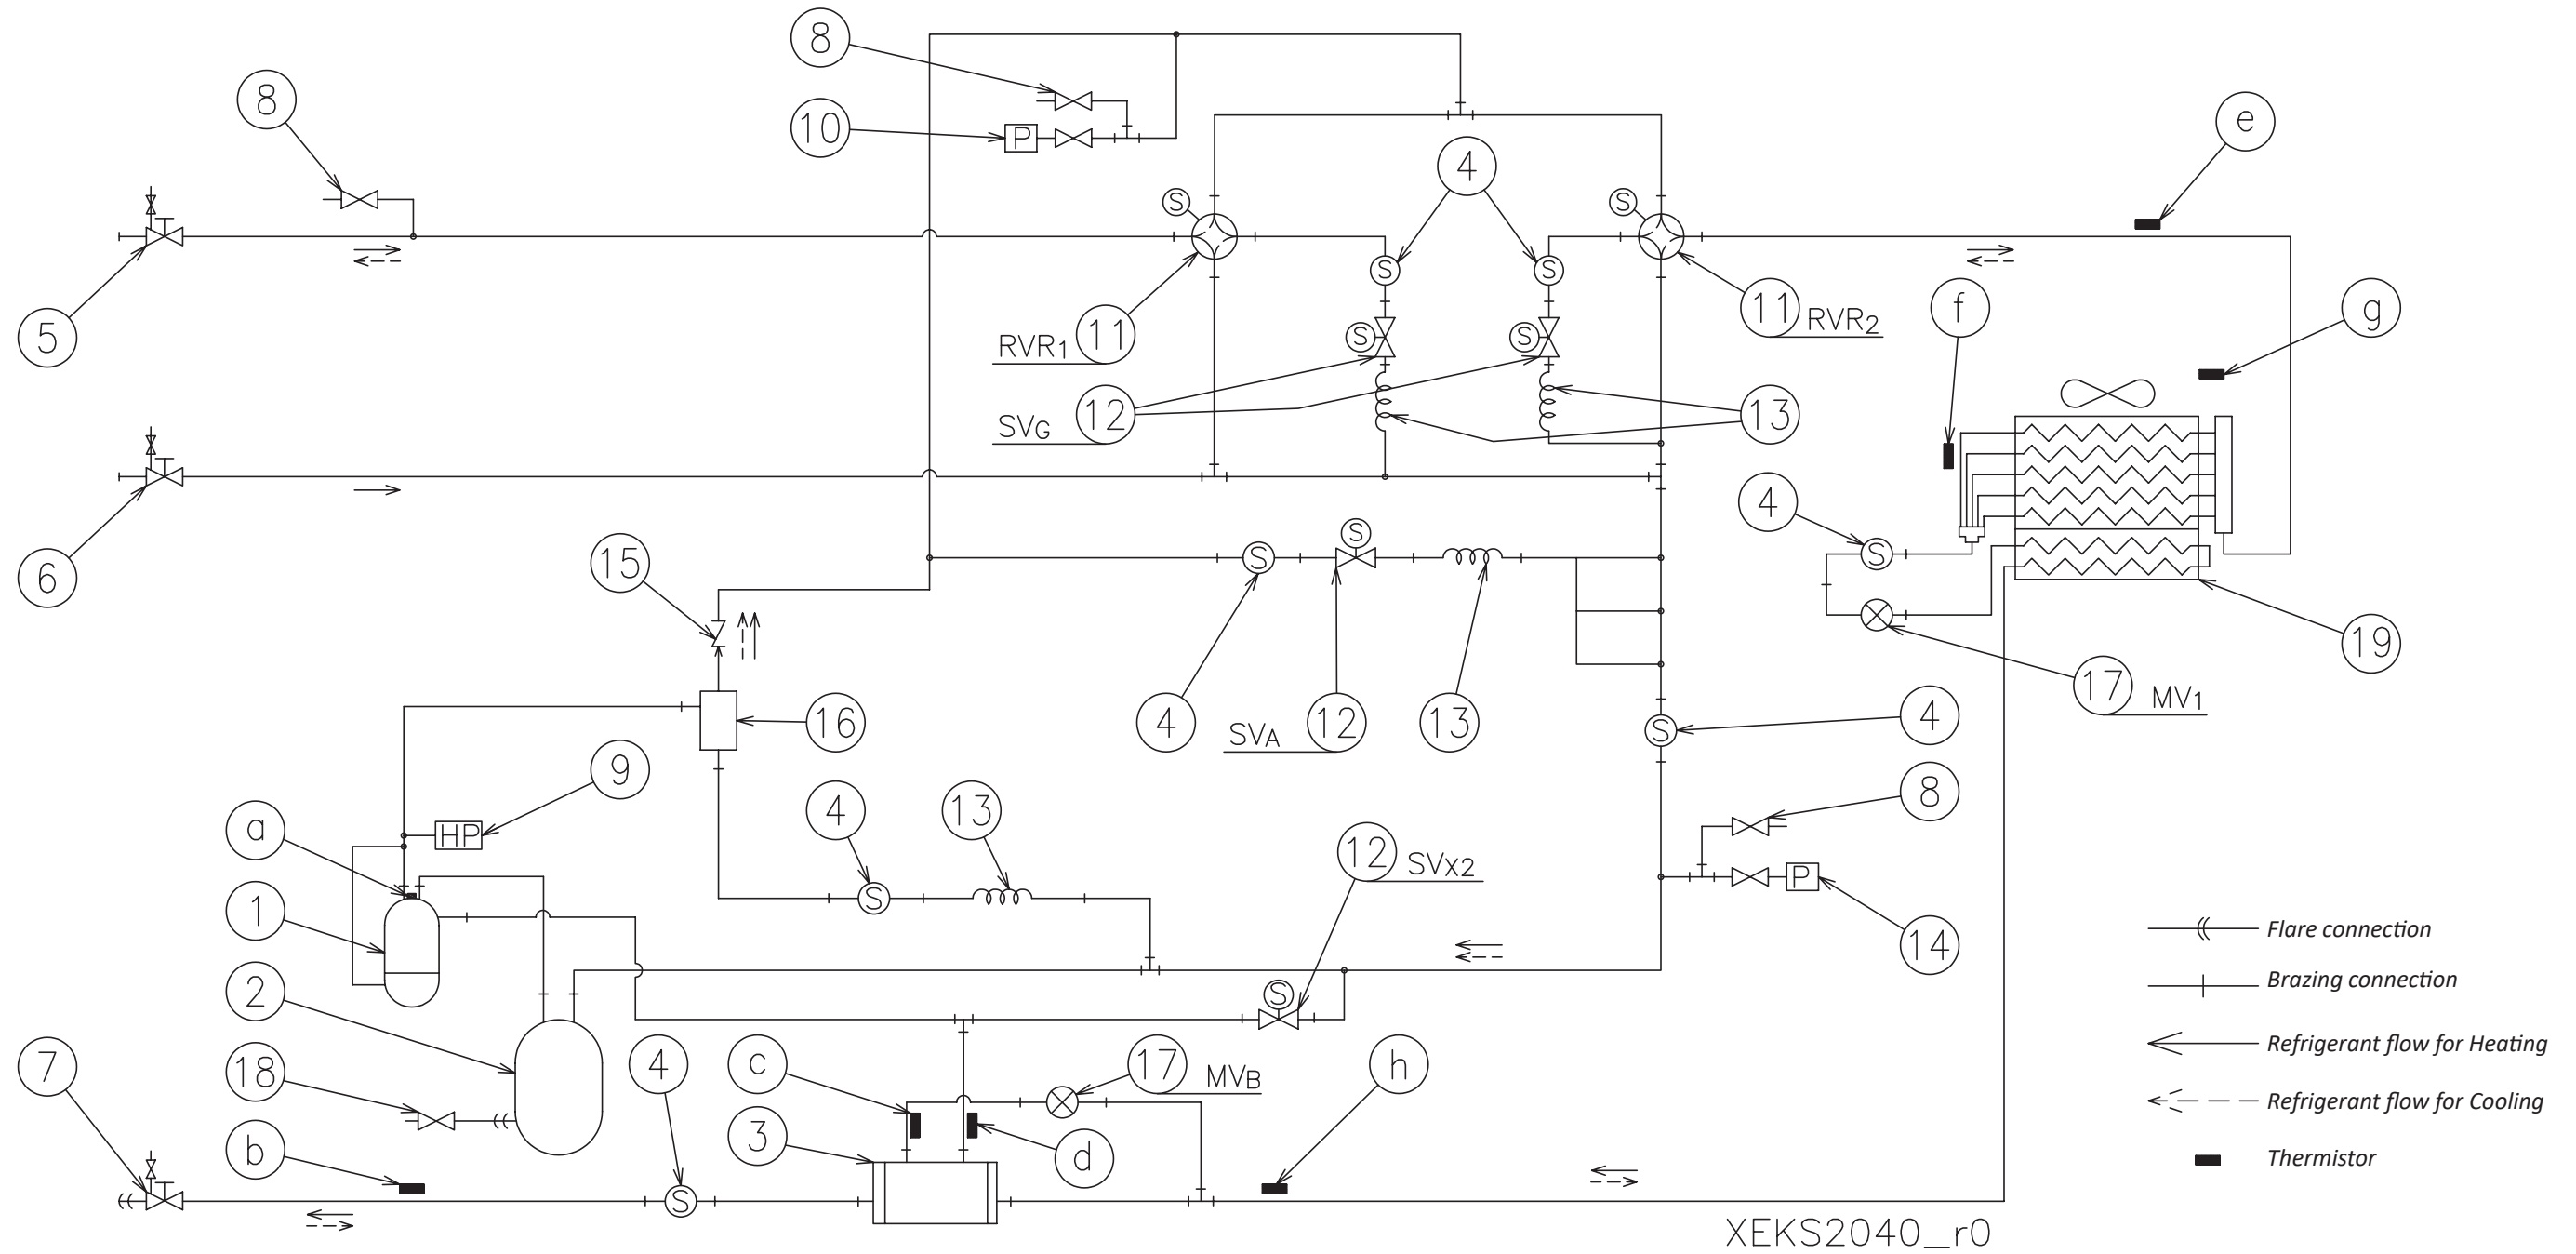 8
8
10
P
4
e
S
S
S
S
5
RVR1 11
11 RVR2
f
g
S
S
SVG 12
13
6
15
S
4
S
S
19
16
4
SVA 12
13
17 MV1
4
S
9
HP
4
13
8
a
12 SVX2
1
S
P
14
2
S
Flare connection
Brazing connection
7
18
4
c
17 MVB
h
Refrigerant flow for Heating
Refrigerant flow for Cooling
b
3
d
Thermistor
S
XEKS2040_r0